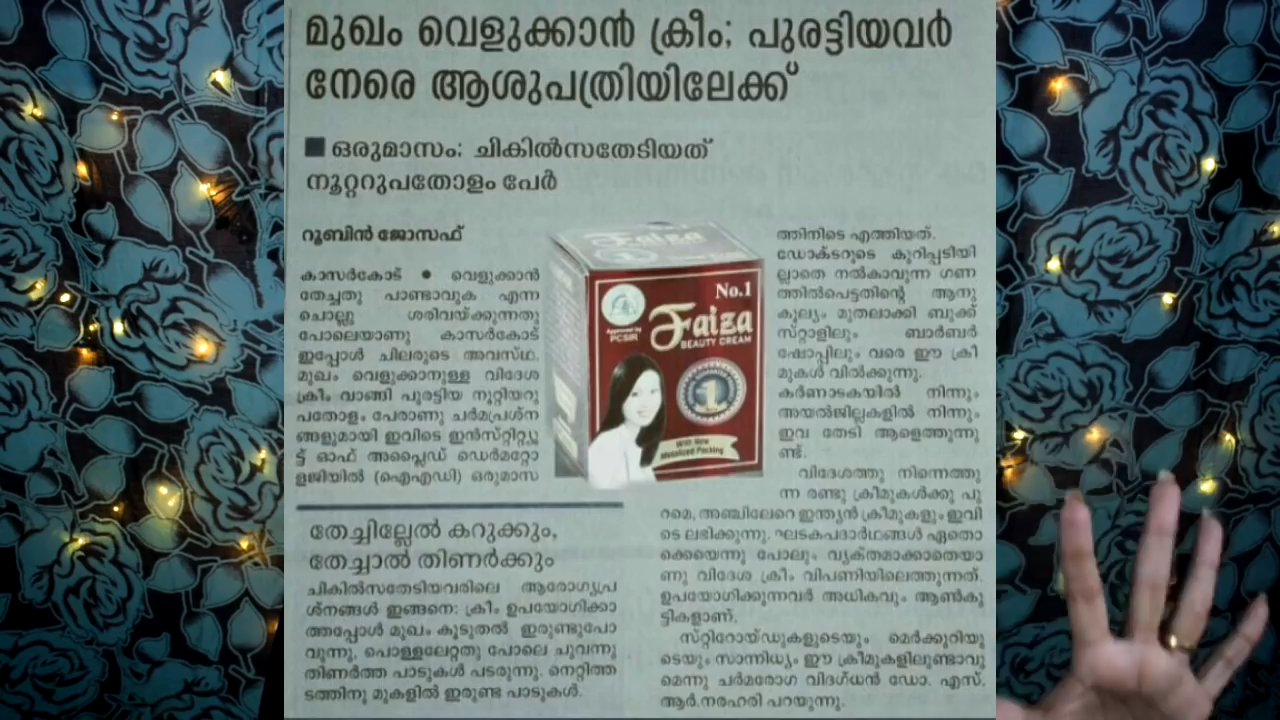 മുഖം വെളുക്കാൻ ക്രീം; പുരട്ടിയവർ
നേരെ ആശുപത്രിയിലേക്ക്
ഒരുമാസം: ചികിൽസതേടിയത്
നൂറ്ററുപതോളം പേർ
റൂബിൻ ജോസഫ്
കാസർകോട് ● വെളുക്കാൻ
തേച്ചതു പാണ്ടാവുക എന്ന
ചൊല്ലു ശരിവയ്ക്കുന്നതു
പോലെയാണു കാസർകോട്
ഇപ്പോൾ ചിലരുടെ അവസ്ഥ.
മുഖം വെളുക്കാനുള്ള വിദേശ
ക്രീം വാങ്ങി പുരട്ടിയ നൂറ്റിയറു
പതോളം പേരാണു ചർമപ്രശ്ന
ങ്ങളുമായി ഇവിടെ ഇൻസ്റ്റിറ്റ്യൂ
ട്ട് ഓഫ് അപ്ലൈഡ് ഡെർമറ്റോ
ളജിയിൽ (ഐഎഡി) ഒരുമാസ
No.1
Faiza
BEAUTY CREAM
Approved by
PCSIR
1
With New
Metalized Packing
Faiza
ത്തിനിടെ എത്തിയത്.
ഡോക്ടറുടെ കുറിപ്പടിയി
ല്ലാതെ നൽകാവുന്ന ഗണ
ത്തിൽപെട്ടതിന്റെ ആനു
കൂല്യം മുതലാക്കി ബുക്ക്
സ്റ്റാളിലും ബാർബർ
ഷോപ്പിലും വരെ ഈ ക്രീ
മുകൾ വിൽക്കുന്നു.
കർണാടകയിൽ നിന്നും
അയൽജില്ലകളിൽ നിന്നും
ഇവ തേടി ആളെത്തുന്നു
ണ്ട്.
വിദേശത്തു നിന്നെത്തു
ന്ന രണ്ടു ക്രീമുകൾക്കു പു
റമെ, അഞ്ചിലേറെ ഇന്ത്യൻ ക്രീമുകളും ഇവി
ടെ ലഭിക്കുന്നു. ഘടകപദാർഥങ്ങൾ ഏതൊ
ക്കെയെന്നു പോലും വ്യക്തമാക്കാതെയാ
ണു വിദേശ ക്രീം വിപണിയിലെത്തുന്നത്.
ഉപയോഗിക്കുന്നവർ അധികവും ആൺകു
ട്ടികളാണ്.
സ്റ്റിറോയ്ഡുകളുടെയും മെർക്കുറിയു
ടെയും സാന്നിധ്യം ഈ ക്രീമുകളിലുണ്ടാവു
മെന്നു ചർമരോഗ വിദഗ്ധൻ ഡോ. എസ്.
ആർ.നരഹരി പറയുന്നു.
തേച്ചില്ലേൽ കറുക്കും,
തേച്ചാൽ തിണർക്കും
ചികിൽസതേടിയവരിലെ ആരോഗ്യപ്ര
ശ്നങ്ങൾ ഇങ്ങനെ: ക്രീം ഉപയോഗിക്കാ
ത്തപ്പോൾ മുഖം കൂടുതൽ ഇരുണ്ടുപോ
വുന്നു, പൊള്ളലേറ്റതു പോലെ ചുവന്നു
തിണർത്ത പാടുകൾ പടരുന്നു, നെറ്റിത്ത
ടത്തിനു മുകളിൽ ഇരുണ്ട പാടുകൾ.